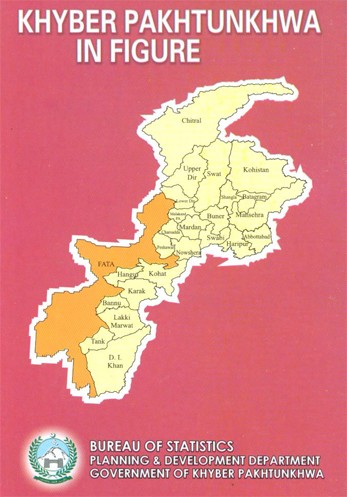 KHYBER PAKHTUNKHWA
IN FIGURE
Chitral
Upper
Dir
Swat
Kohistan
Lower Dir
Shangla
Batagram
Malakand
Buner
Mansehra
Mardan
Charsadda
Swabi
Abbottabad
Haripur
Peshawar
Nowshera
FATA
Hangu
Kohat
Karak
Bannu
Lakki
Marwat
Tank
D. I.
Khan
BUREAU OF STATISTICS
PLANNING & DEVELOPMENT DEPARTMENT
GOVERNMENT OF KHYBER PAKHTUNKHWA